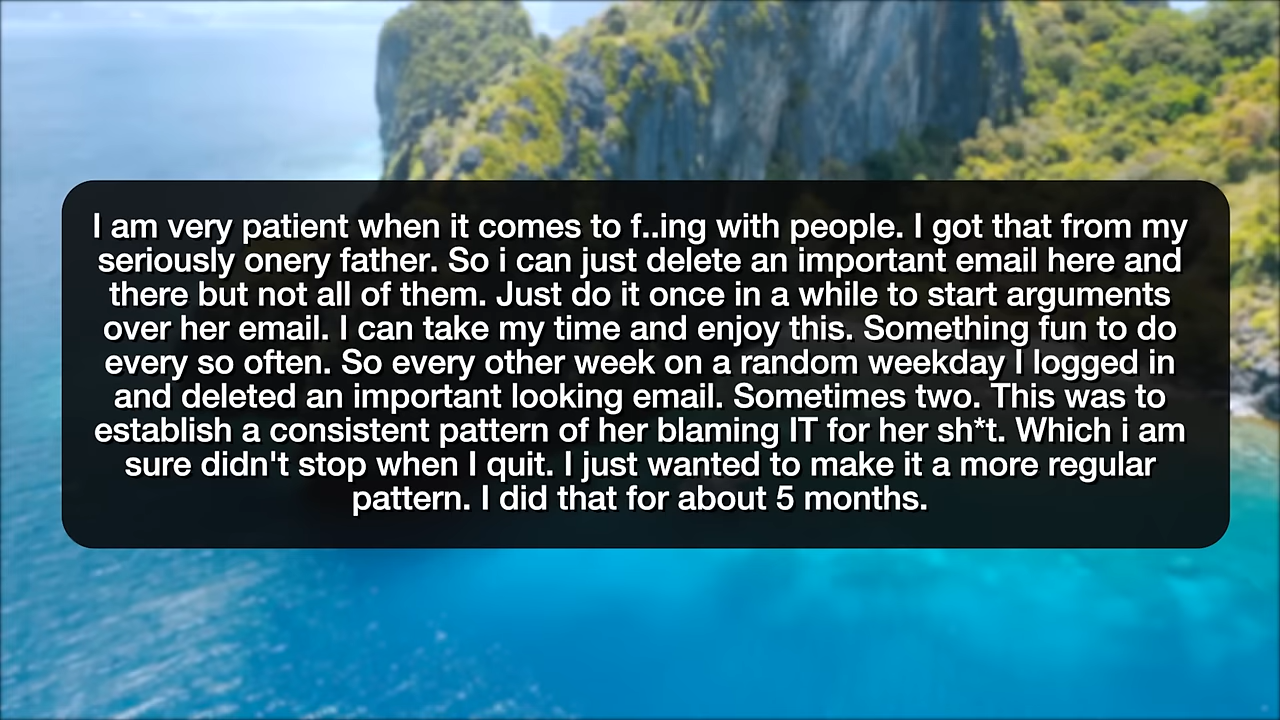 I am very patient when it comes to f..ing with people. I got that from my
seriously onery father. So i can just delete an important email here and
there but not all of them. Just do it once in a while to start arguments
over her email. I can take my time and enjoy this. Something fun to do
every so often. So every other week on a random weekday I logged in
and deleted an important looking email. Sometimes two. This was to
establish a consistent pattern of her blaming IT for her sh*t. Which i am
sure didn't stop when I quit. I just wanted to make it a more regular
pattern. I did that for about 5 months.